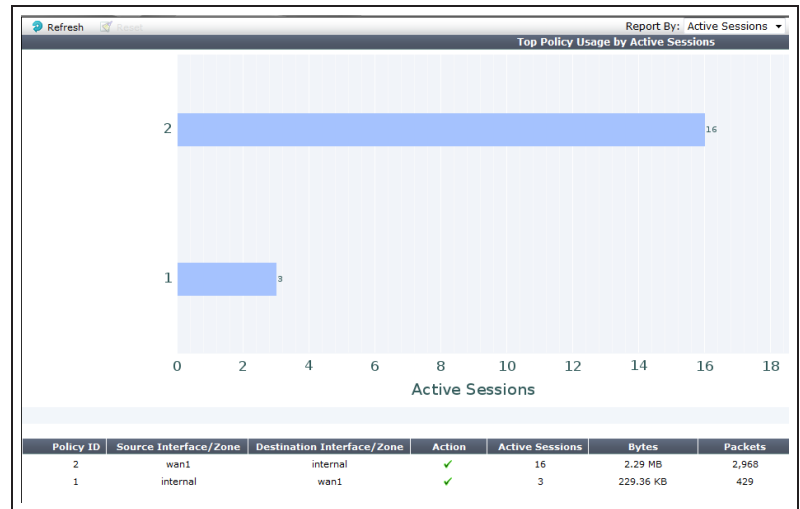 Refresh Reset Report By: Active Sessions
Top Policy Usage by Active Sessions
2 16
1 3
0 2 4 6 8 10 12 14 16 18
Active Sessions
Policy ID Source Interface/Zone Destination Interface/Zone Action Active Sessions Bytes Packets
2 wan1 internal ✓ 16 2.29 MB 2,968
1 internal wan1 ✓ 3 229.36 KB 429